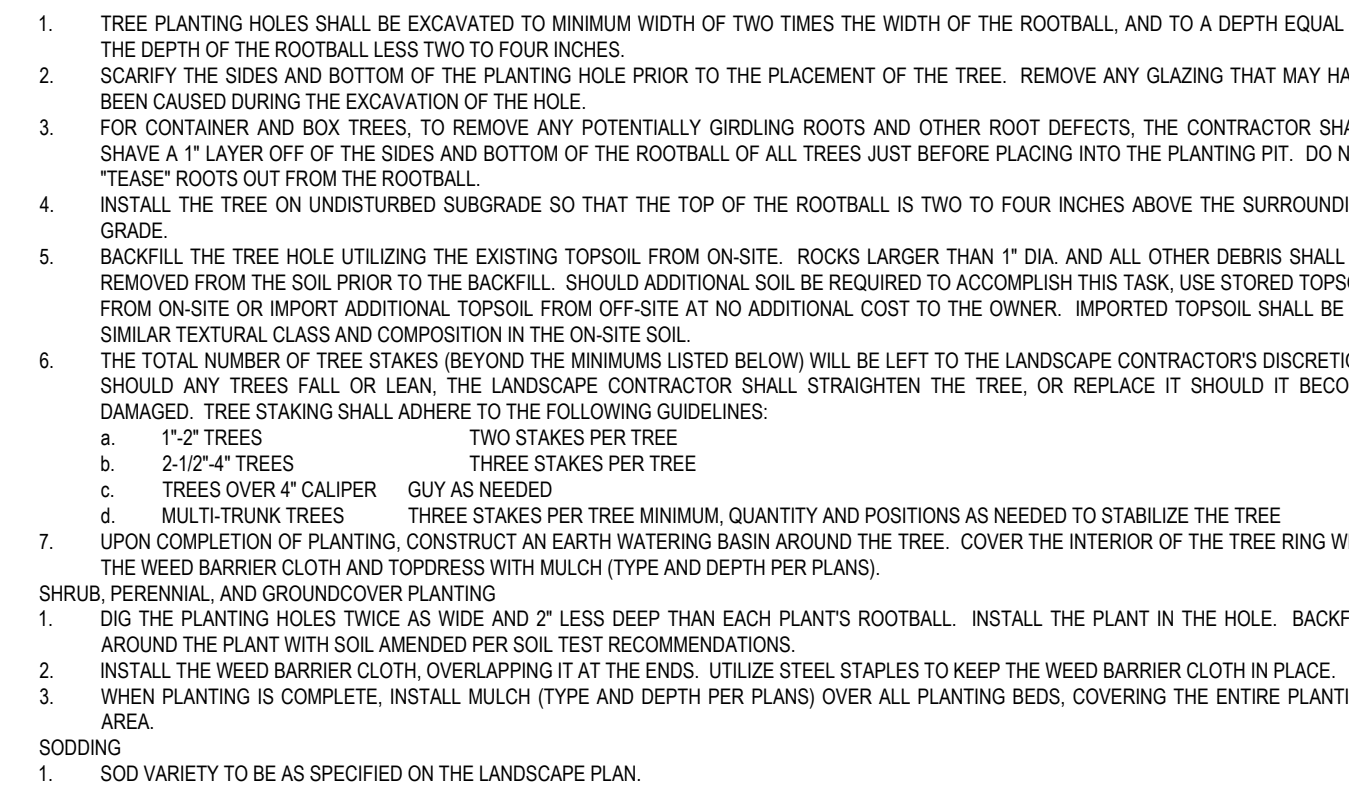 1. TREE PLANTING HOLES SHALL BE EXCAVATED TO MINIMUM WIDTH OF TWO TIMES THE WIDTH OF THE ROOTBALL, AND TO A DEPTH EQUAL
THE DEPTH OF THE ROOTBALL LESS TWO TO FOUR INCHES.
2. SCARIFY THE SIDES AND BOTTOM OF THE PLANTING HOLE PRIOR TO THE PLACEMENT OF THE TREE. REMOVE ANY GLAZING THAT MAY HA
BEEN CAUSED DURING THE EXCAVATION OF THE HOLE.
3. FOR CONTAINER AND BOX TREES, TO REMOVE ANY POTENTIALLY GIRDLING ROOTS AND OTHER ROOT DEFECTS, THE CONTRACTOR SHA
SHAVE A 1" LAYER OFF OF THE SIDES AND BOTTOM OF THE ROOTBALL OF ALL TREES JUST BEFORE PLACING INTO THE PLANTING PIT. DO N
"TEASE" ROOTS OUT FROM THE ROOTBALL.
4. INSTALL THE TREE ON UNDISTURBED SUBGRADE SO THAT THE TOP OF THE ROOTBALL IS TWO TO FOUR INCHES ABOVE THE SURROUNDI
GRADE.
5. BACKFILL THE TREE HOLE UTILIZING THE EXISTING TOPSOIL FROM ON-SITE. ROCKS LARGER THAN 1" DIA. AND ALL OTHER DEBRIS SHALL
REMOVED FROM THE SOIL PRIOR TO THE BACKFILL. SHOULD ADDITIONAL SOIL BE REQUIRED TO ACCOMPLISH THIS TASK, USE STORED TOPSO
FROM ON-SITE OR IMPORT ADDITIONAL TOPSOIL FROM OFF-SITE AT NO ADDITIONAL COST TO THE OWNER. IMPORTED TOPSOIL SHALL BE
SIMILAR TEXTURAL CLASS AND COMPOSITION IN THE ON-SITE SOIL.
6. THE TOTAL NUMBER OF TREE STAKES (BEYOND THE MINIMUMS LISTED BELOW) WILL BE LEFT TO THE LANDSCAPE CONTRACTOR'S DISCRETIO
SHOULD ANY TREES FALL OR LEAN, THE LANDSCAPE CONTRACTOR SHALL STRAIGHTEN THE TREE, OR REPLACE IT SHOULD IT BECO
DAMAGED. TREE STAKING SHALL ADHERE TO THE FOLLOWING GUIDELINES:
a. 1"-2" TREES TWO STAKES PER TREE
b. 2-1/2"-4" TREES THREE STAKES PER TREE
c. TREES OVER 4" CALIPER GUY AS NEEDED
d. MULTI-TRUNK TREES THREE STAKES PER TREE MINIMUM, QUANTITY AND POSITIONS AS NEEDED TO STABILIZE THE TREE
7. UPON COMPLETION OF PLANTING, CONSTRUCT AN EARTH WATERING BASIN AROUND THE TREE. COVER THE INTERIOR OF THE TREE RING WI
THE WEED BARRIER CLOTH AND TOPDRESS WITH MULCH (TYPE AND DEPTH PER PLANS).
SHRUB, PERENNIAL, AND GROUNDCOVER PLANTING
1. DIG THE PLANTING HOLES TWICE AS WIDE AND 2" LESS DEEP THAN EACH PLANT'S ROOTBALL. INSTALL THE PLANT IN THE HOLE. BACKF
AROUND THE PLANT WITH SOIL AMENDED PER SOIL TEST RECOMMENDATIONS.
2. INSTALL THE WEED BARRIER CLOTH, OVERLAPPING IT AT THE ENDS. UTILIZE STEEL STAPLES TO KEEP THE WEED BARRIER CLOTH IN PLACE.
3. WHEN PLANTING IS COMPLETE, INSTALL MULCH (TYPE AND DEPTH PER PLANS) OVER ALL PLANTING BEDS, COVERING THE ENTIRE PLANTI
AREA.
SODDING
1. SOD VARIETY TO BE AS SPECIFIED ON THE LANDSCAPE PLAN.